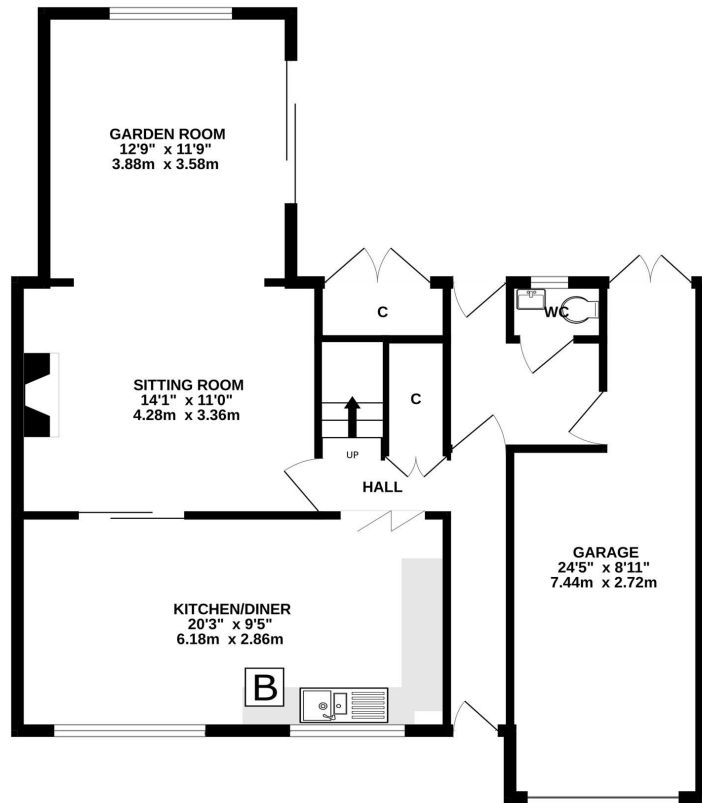 GARDEN ROOM
12'9" x 11'9"
3.88m x 3.58m
C
WC
SITTING ROOM
14'1" x 11'0"
4.28m x 3.36m
C
UP
HALL
GARAGE
24'5" x 8'11"
7.44m x 2.72m
KITCHEN/DINER
20'3" x 9'5"
6.18m x 2.86m
B